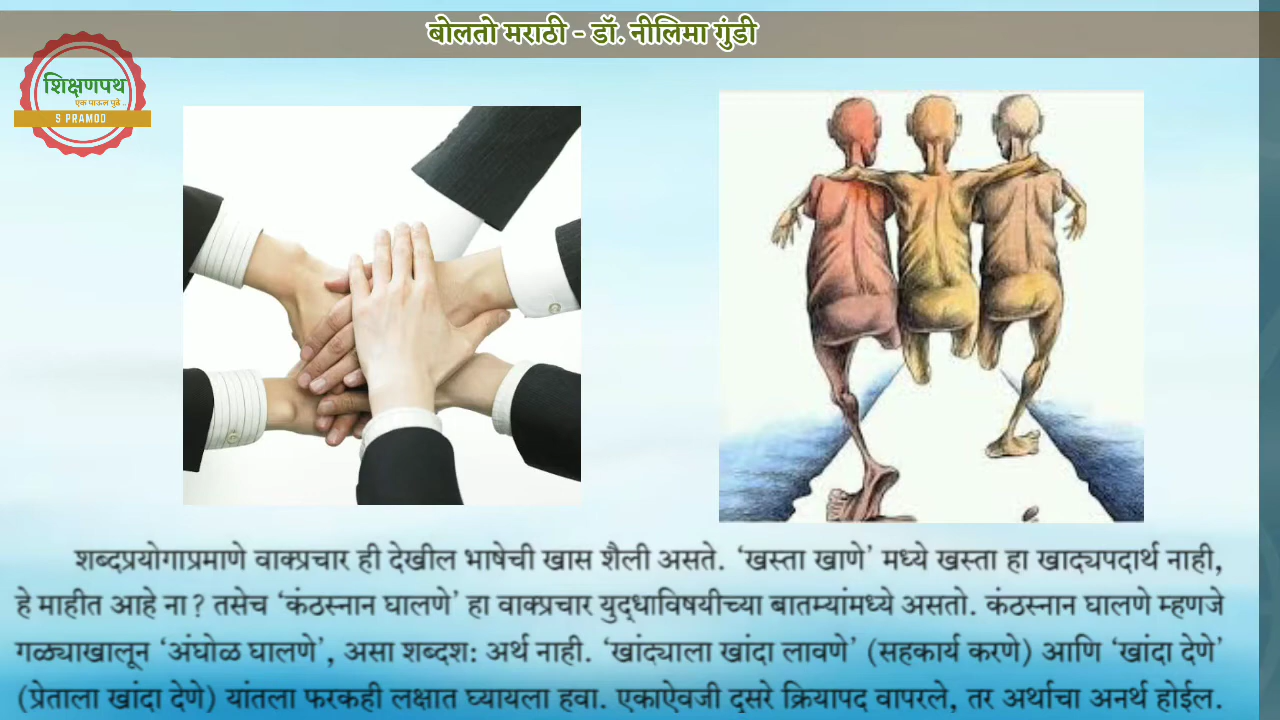 बोलतो मराठी - डॉ. नीलिमा गुंडी
शिक्षणपथ
एक पाऊल पुढे ..
S PRAMOD
शब्दप्रयोगाप्रमाणे वाक्प्रचार ही देखील भाषेची खास शैली असते. ‘खस्ता खाणे’ मध्ये खस्ता हा खाद्यपदार्थ नाही,
हे माहीत आहे ना? तसेच ‘कंठस्नान घालणे’ हा वाक्प्रचार युद्धाविषयीच्या बातम्यांमध्ये असतो. कंठस्नान घालणे म्हणजे
गळ्याखालून ‘अंघोळ घालणे’, असा शब्दश: अर्थ नाही. ‘खांद्याला खांदा लावणे’ (सहकार्य करणे) आणि ‘खांदा देणे’
(प्रेताला खांदा देणे) यांतला फरकही लक्षात घ्यायला हवा. एकाऐवजी दुसरे क्रियापद वापरले, तर अर्थाचा अनर्थ होईल.